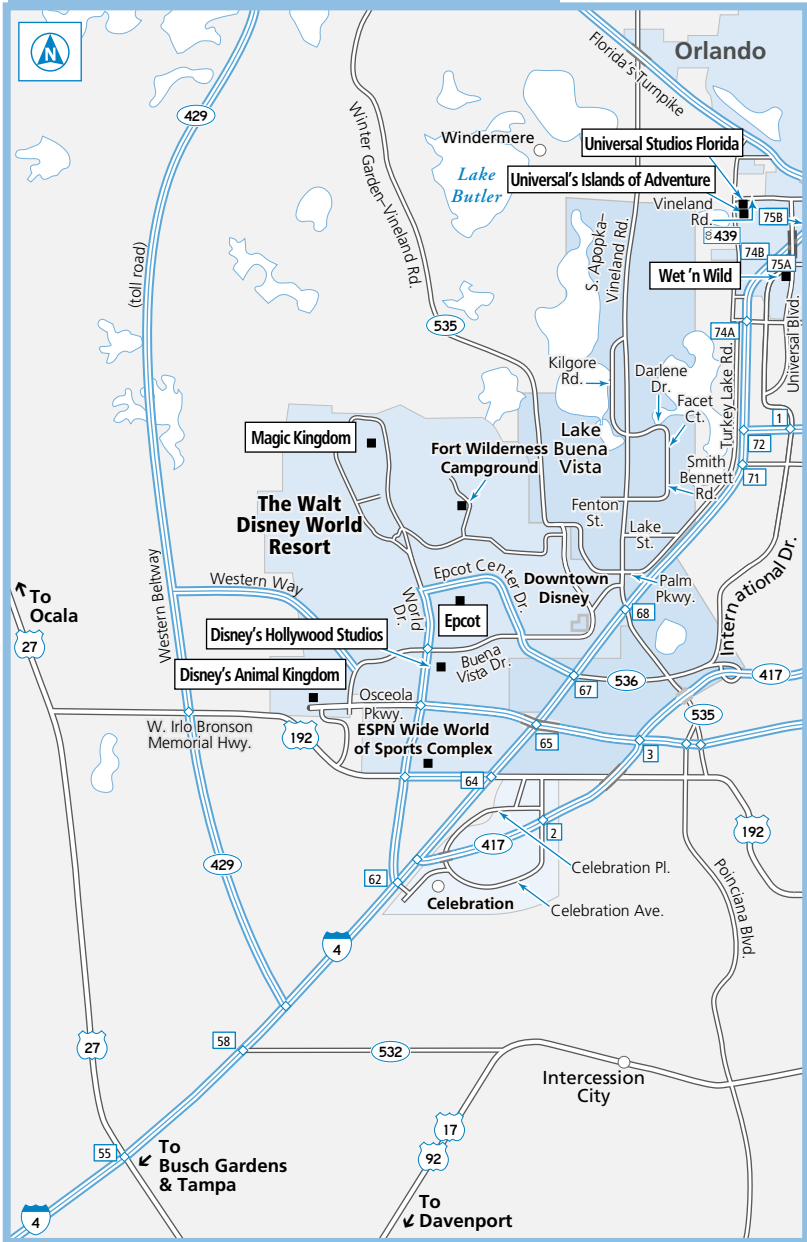 N
Orlando
Florida's Turnpike
429
Winter Garden–Vineland Rd.
Windermere
Lake
Butler
Universal Studios Florida
Universal's Islands of Adventure
Vineland
Rd.
75B
439
74B
75A
Wet 'n Wild
S. Apopka–
Vineland Rd.
(toll road)
535
74A
Universal Blvd.
Turkey Lake Rd.
Kilgore
Rd.
Darlene
Dr.
Facet
Ct.
1
72
71
Magic Kingdom
Fort Wilderness
Campground
Lake
Buena
Vista
Smith
Bennett
Rd.
Fenton
St.
Lake
St.
The Walt
Disney World
Resort
International Dr.
Western Beltway
Western Way
World
Dr.
Epcot Center Dr.
Downtown
Disney
Palm
Pkwy.
To
Ocala
27
Epcot
68
Disney's Hollywood Studios
Buena
Vista Dr.
Disney's Animal Kingdom
67
536
417
Osceola
Pkwy.
535
W. Irlo Bronson
Memorial Hwy.
192
ESPN Wide World
of Sports Complex
65
3
64
192
2
417
429
62
Celebration Pl.
Celebration
Celebration Ave.
Poinciana Blvd.
4
27
58
532
Intercession
City
17
92
55
To
Busch Gardens
& Tampa
To
Davenport
4